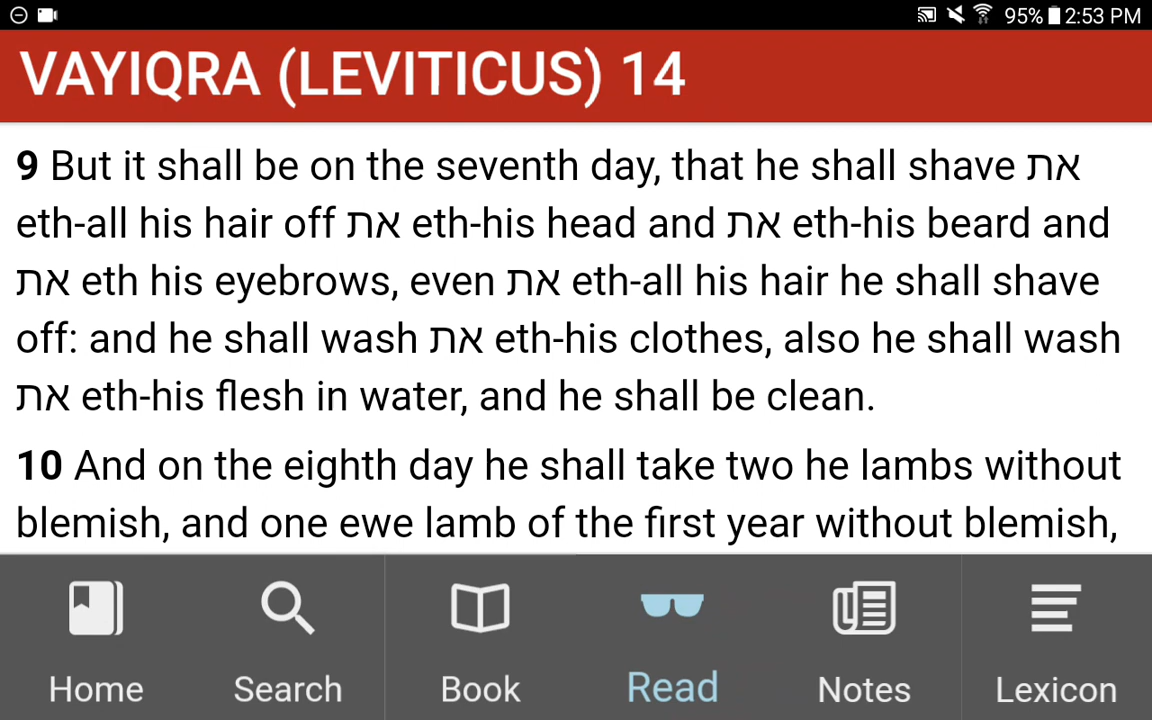 95% 2:53 PM
VAYIQRA (LEVITICUS) 14
9 But it shall be on the seventh day, that he shall shave את
eth-all his hair off את eth-his head and את eth-his beard and
את eth his eyebrows, even את eth-all his hair he shall shave
off: and he shall wash את eth-his clothes, also he shall wash
את eth-his flesh in water, and he shall be clean.
10 And on the eighth day he shall take two he lambs without
blemish, and one ewe lamb of the first year without blemish,
Home Search Book Read Notes Lexicon